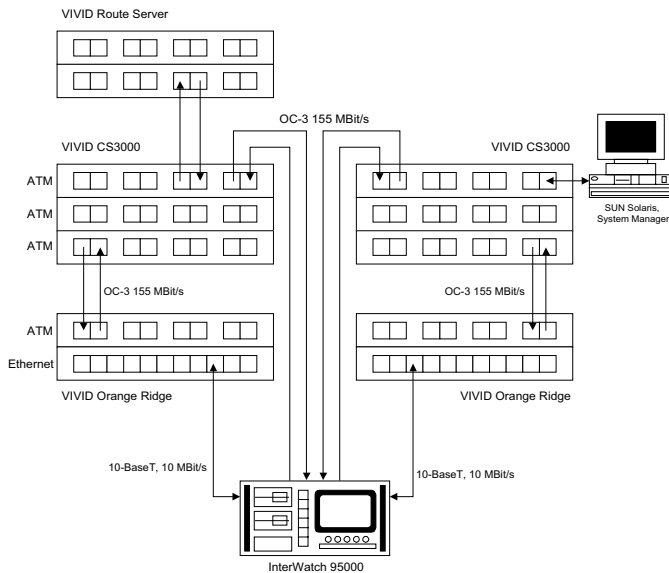 VIVID Route Server
OC-3 155 MBit/s
VIVID CS3000
VIVID CS3000
ATM
ATM
ATM
SUN Solaris,
System Manager
OC-3 155 MBit/s
OC-3 155 MBit/s
ATM
Ethernet
VIVID Orange Ridge
VIVID Orange Ridge
10-BaseT, 10 MBit/s
10-BaseT, 10 MBit/s
InterWatch 95000